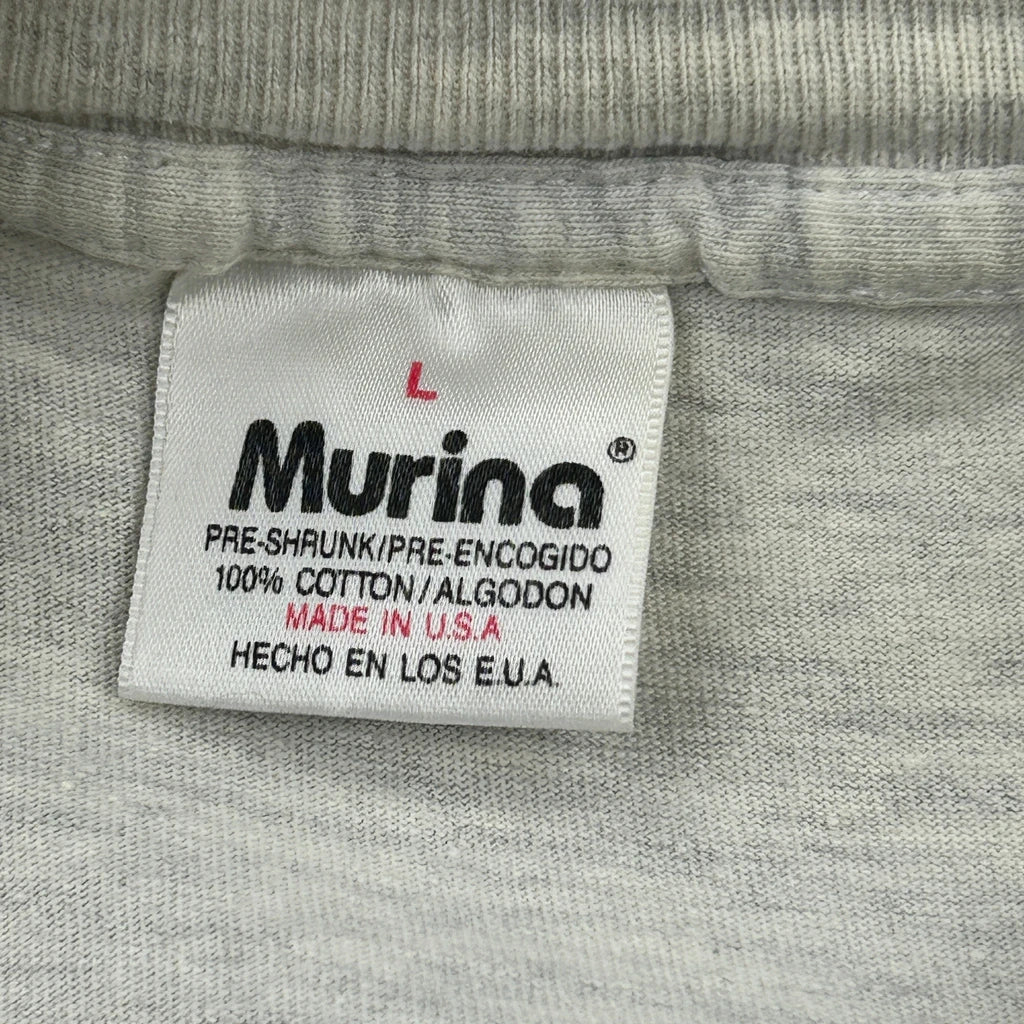 L
Murina®
PRE-SHRUNK/PRE-ENCOGIDO
100% COTTON/ALGODON
MADE IN U.S.A
HECHO EN LOS E.U.A.